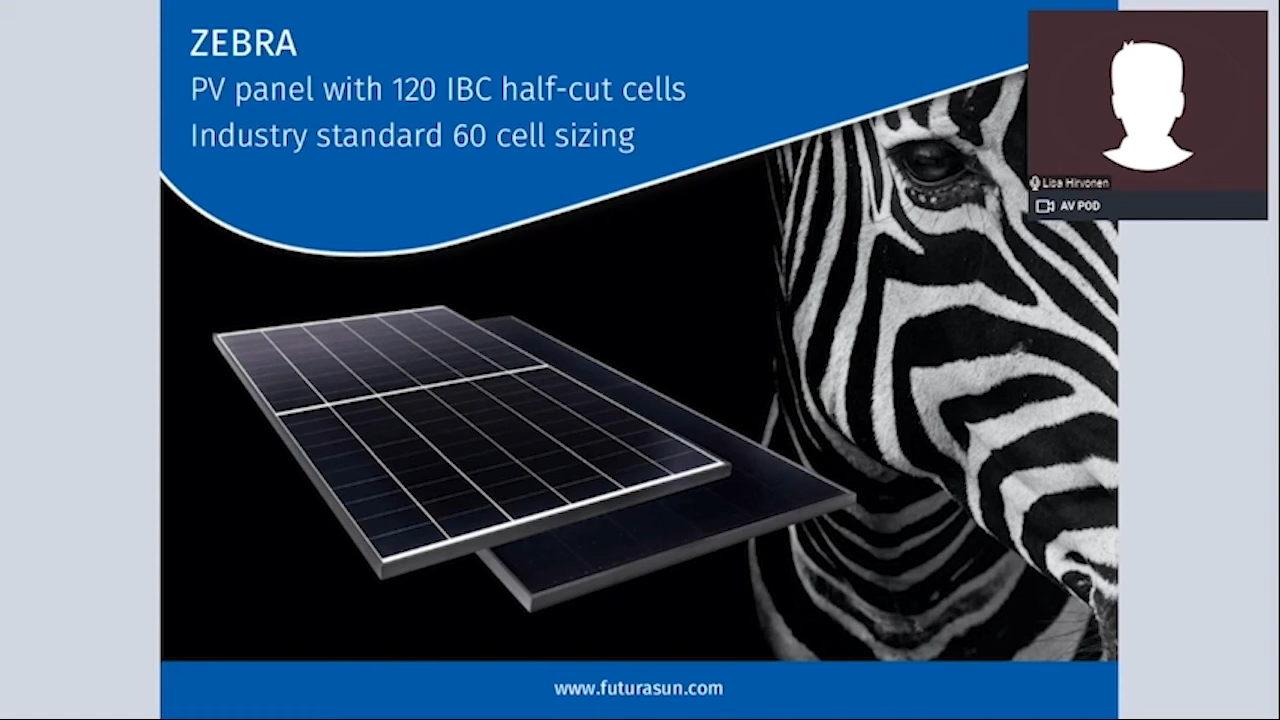 ZEBRA
PV panel with 120 IBC half-cut cells
Industry standard 60 cell sizing
Lisa Hirvonen
AV POD
www.futurasun.com